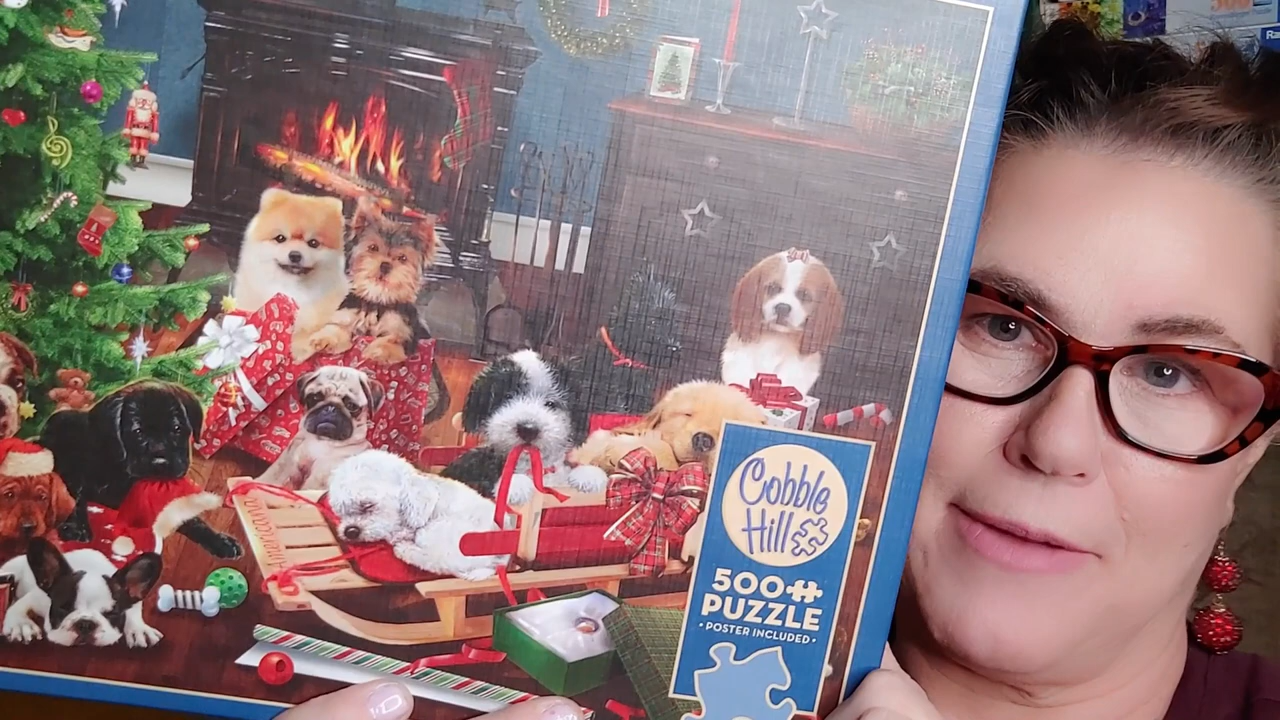 Cobble
Hill
500
PUZZLE
• POSTER INCLUDED •